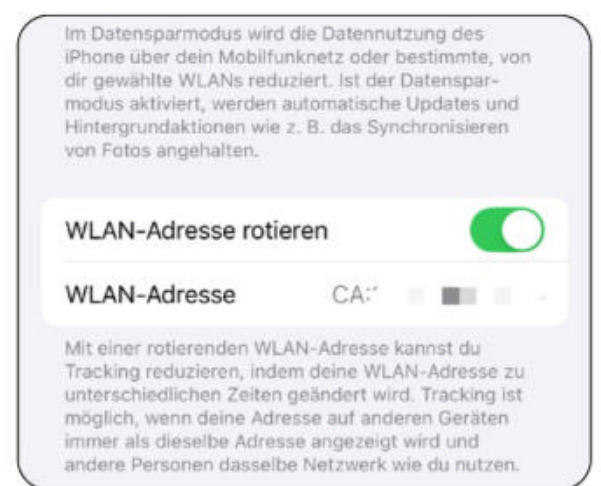 Im Datensparmodus wird die Datennutzung des
iPhone über dein Mobilfunknetz oder bestimmte, von
dir gewählte WLANs reduziert. Ist der Datenspar-
modus aktiviert, werden automatische Updates und
Hintergrundaktionen wie z. B. das Synchronisieren
von Fotos angehalten.
WLAN-Adresse rotieren
WLAN-Adresse CA:
Mit einer rotierenden WLAN-Adresse kannst du
Tracking reduzieren, indem deine WLAN-Adresse zu
unterschiedlichen Zeiten geändert wird. Tracking ist
möglich, wenn deine Adresse auf anderen Geräten
immer als dieselbe Adresse angezeigt wird und
andere Personen dasselbe Netzwerk wie du nutzen.